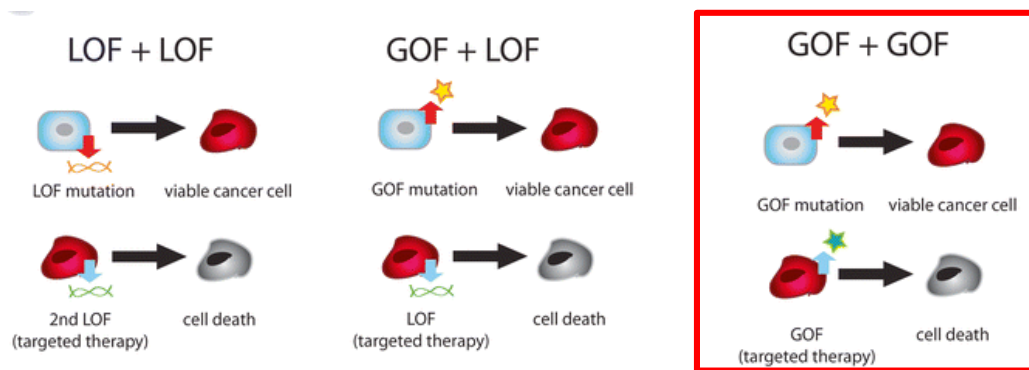 LOF + LOF
LOF mutation
viable cancer cell
2nd LOF
(targeted therapy)
cell death
GOF + LOF
GOF mutation
viable cancer cell
LOF
(targeted therapy)
cell death
GOF + GOF
GOF mutation
viable cancer cell
GOF
(targeted therapy)
cell death